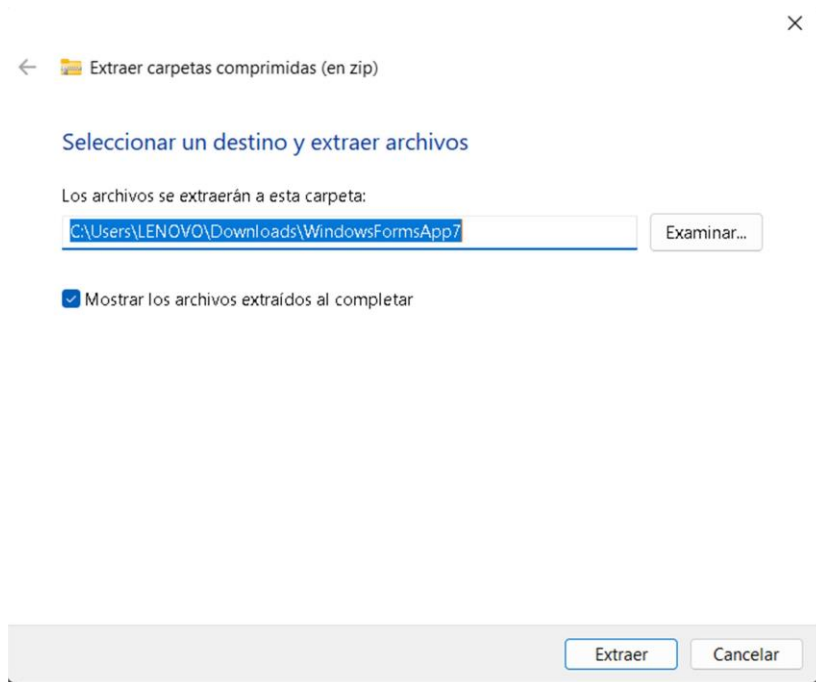 Extraer carpetas comprimidas (en zip)
Seleccionar un destino y extraer archivos
Los archivos se extraerán a esta carpeta:
C:\Users\LENOVO\Downloads\WindowsFormsApp7
Examinar...
Mostrar los archivos extraídos al completar
Extraer
Cancelar